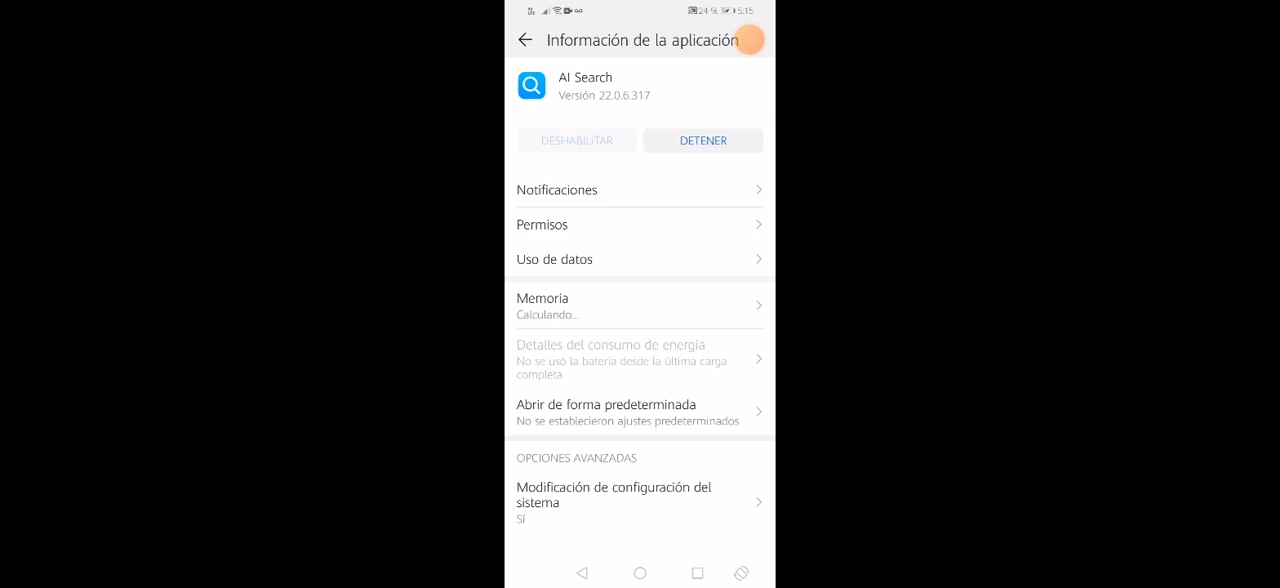 24 % 5:15
Información de la aplicación
AI Search
Versión 22.0.6.317
DESHABILITAR DETENER
Notificaciones
Permisos
Uso de datos
Memoria
Calculando...
Detalles del consumo de energía
No se usó la batería desde la última carga
completa
Abrir de forma predeterminada
No se establecieron ajustes predeterminados
OPCIONES AVANZADAS
Modificación de configuración del
sistema
Sí